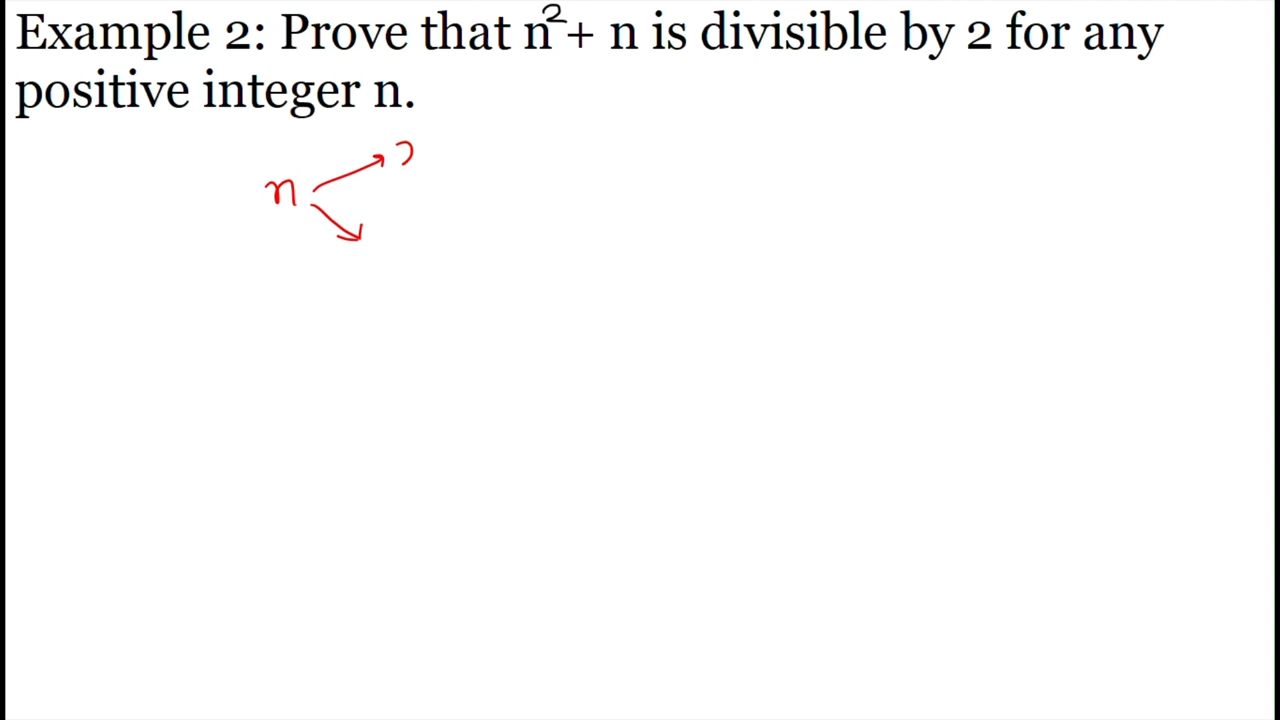 Example 2: Prove that n²+ n is divisible by 2 for any
positive integer n.
n